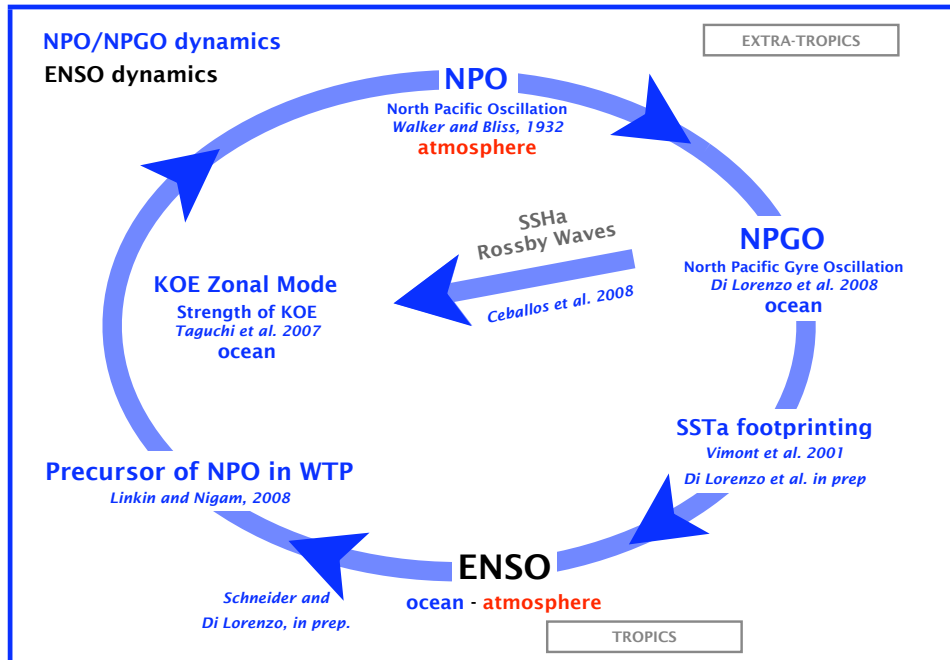 NPO/NPGO dynamics
ENSO dynamics
EXTRA-TROPICS
NPO
North Pacific Oscillation
Walker and Bliss, 1932
atmosphere
SSHa
Rossby Waves
Ceballos et al. 2008
NPGO
North Pacific Gyre Oscillation
Di Lorenzo et al. 2008
ocean
KOE Zonal Mode
Strength of KOE
Taguchi et al. 2007
ocean
SSTa footprinting
Vimont et al. 2001
Di Lorenzo et al. in prep
Precursor of NPO in WTP
Linkin and Nigam, 2008
ENSO
ocean - atmosphere
Schneider and
Di Lorenzo, in prep.
TROPICS